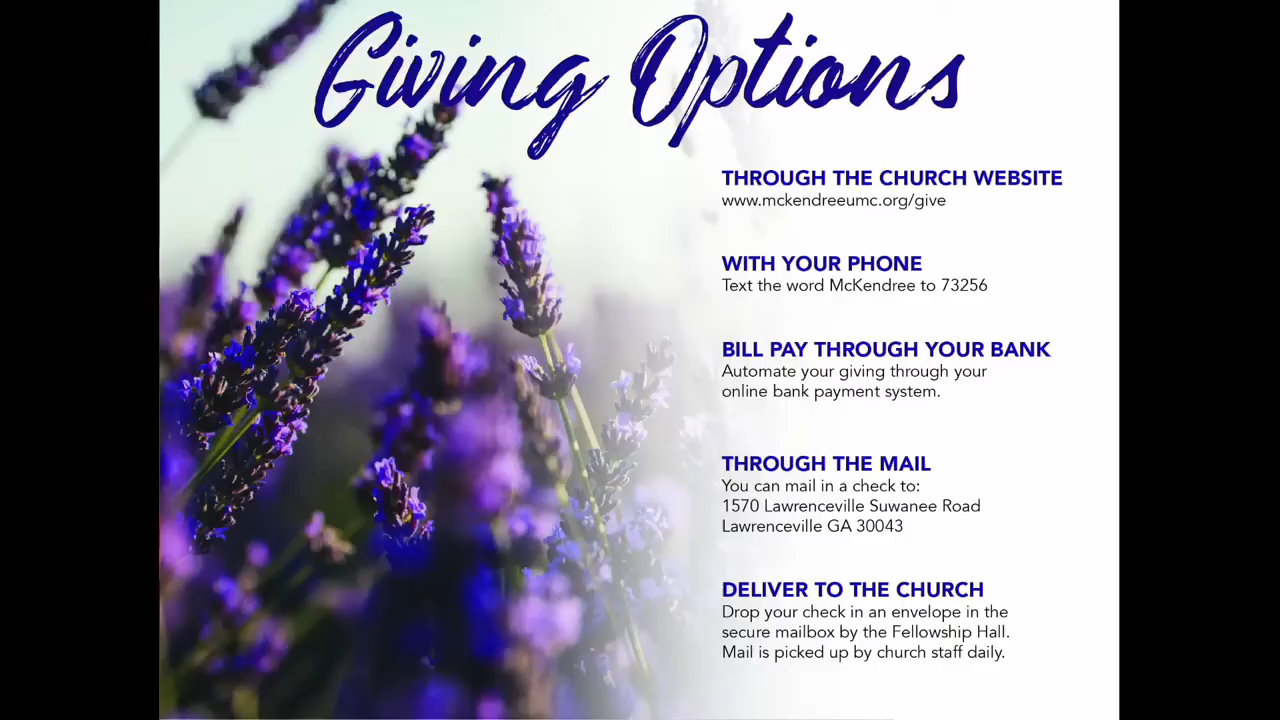 Giving Options
THROUGH THE CHURCH WEBSITE
www.mckendreeumc.org/give
WITH YOUR PHONE
Text the word McKendree to 73256
BILL PAY THROUGH YOUR BANK
Automate your giving through your
online bank payment system.
THROUGH THE MAIL
You can mail in a check to:
1570 Lawrenceville Suwanee Road
Lawrenceville GA 30043
DELIVER TO THE CHURCH
Drop your check in an envelope in the
secure mailbox by the Fellowship Hall.
Mail is picked up by church staff daily.